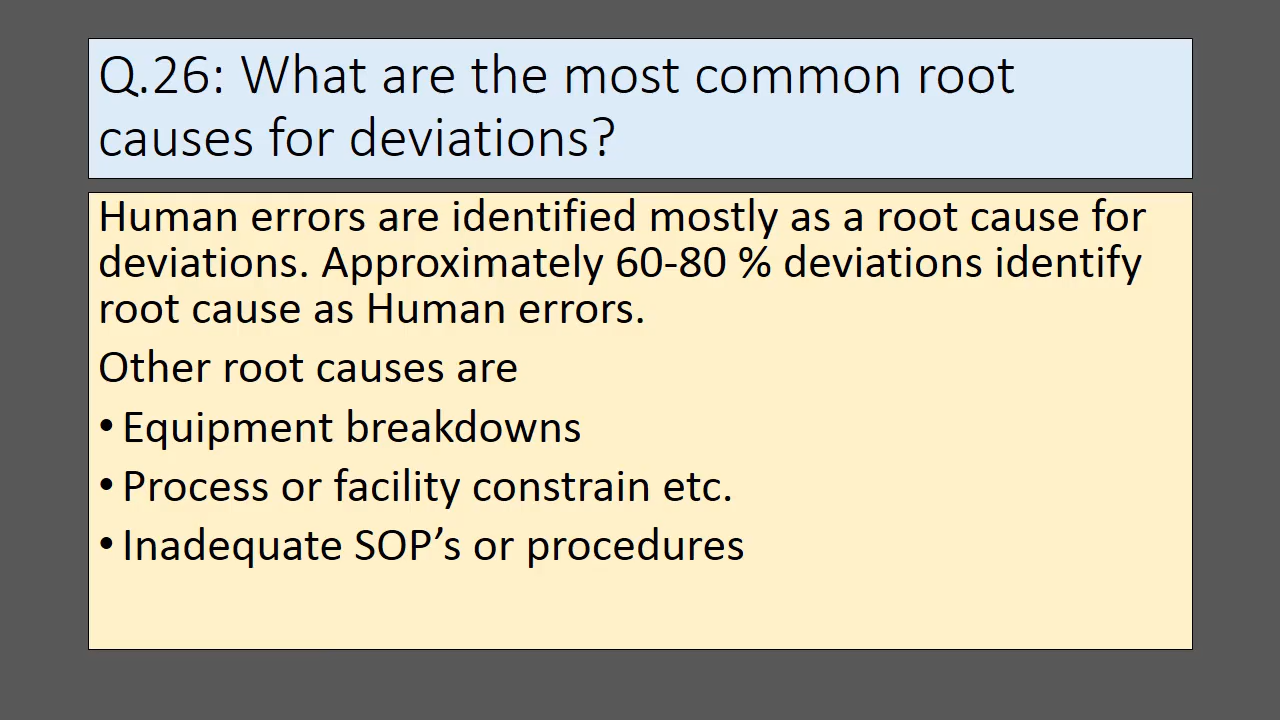 Q.26: What are the most common root
causes for deviations?
Human errors are identified mostly as a root cause for
deviations. Approximately 60-80 % deviations identify
root cause as Human errors.
Other root causes are
• Equipment breakdowns
• Process or facility constrain etc.
• Inadequate SOP’s or procedures